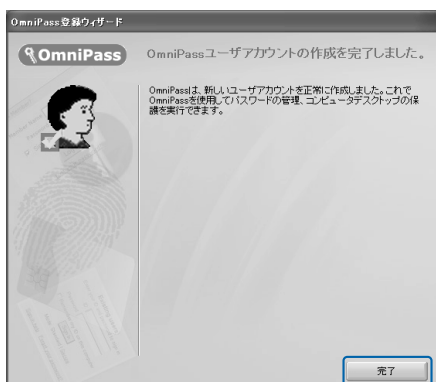 OmniPass登録ウィザード
OmniPass
OmniPassユーザアカウントの作成を完了しました。
OmniPassは、新しいユーザアカウントを正常に作成しました。これで
OmniPassを使用してパスワードの管理、コンピュータデスクトップの保
護を実行できます。
完了